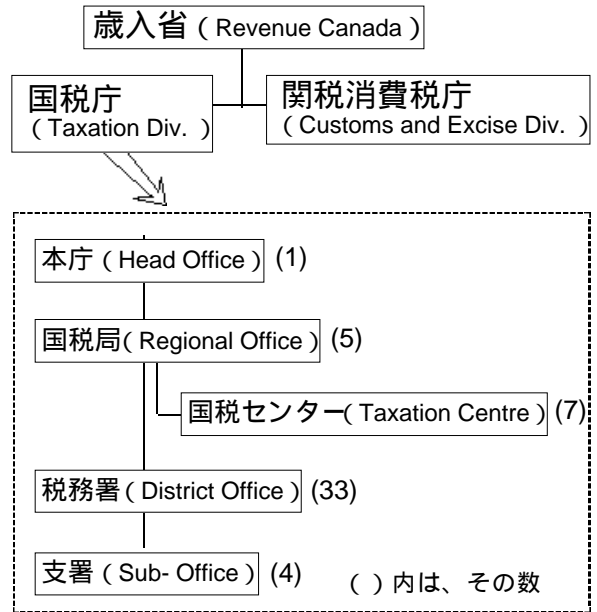 歳入省（Revenue Canada）
国税庁
（Taxation Div. ）
関税消費税庁
（Customs and Excise Div. ）
本庁（Head Office） (1)
国税局（Regional Office） (5)
国税センター（Taxation Centre） (7)
税務署（District Office） (33)
支署（Sub- Office） (4)
（ ）内は、その数